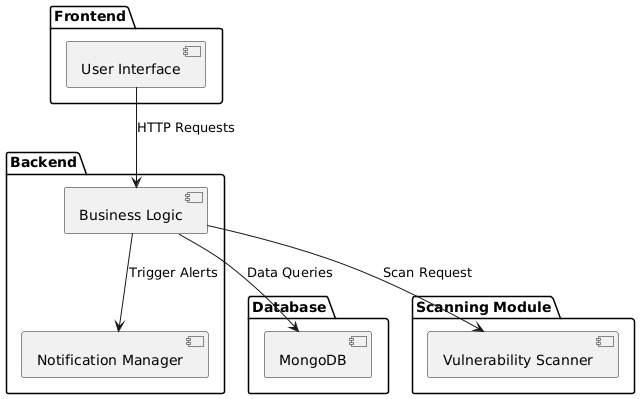 Frontend
User Interface
HTTP Requests
Backend
Business Logic
Trigger Alerts
Data Queries
Scan Request
Database
Scanning Module
Notification Manager
MongoDB
Vulnerability Scanner